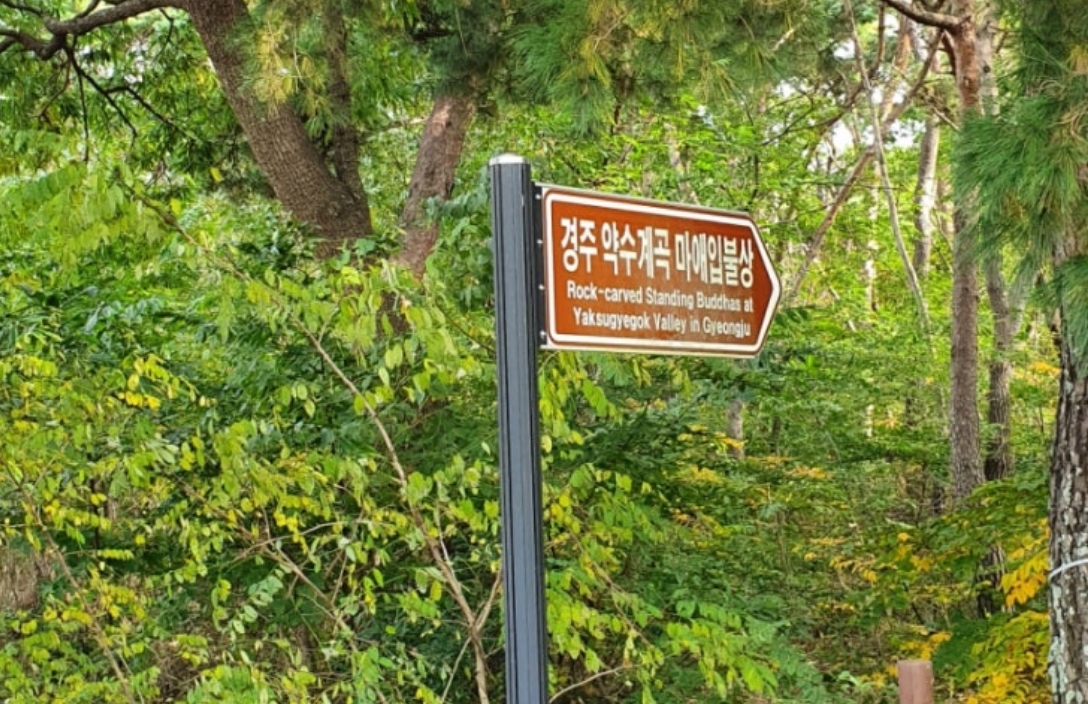 경주 약수계곡 마애입불상
Rock-carved Standing Buddhas at
Yaksugyegok Valley in Gyeongju